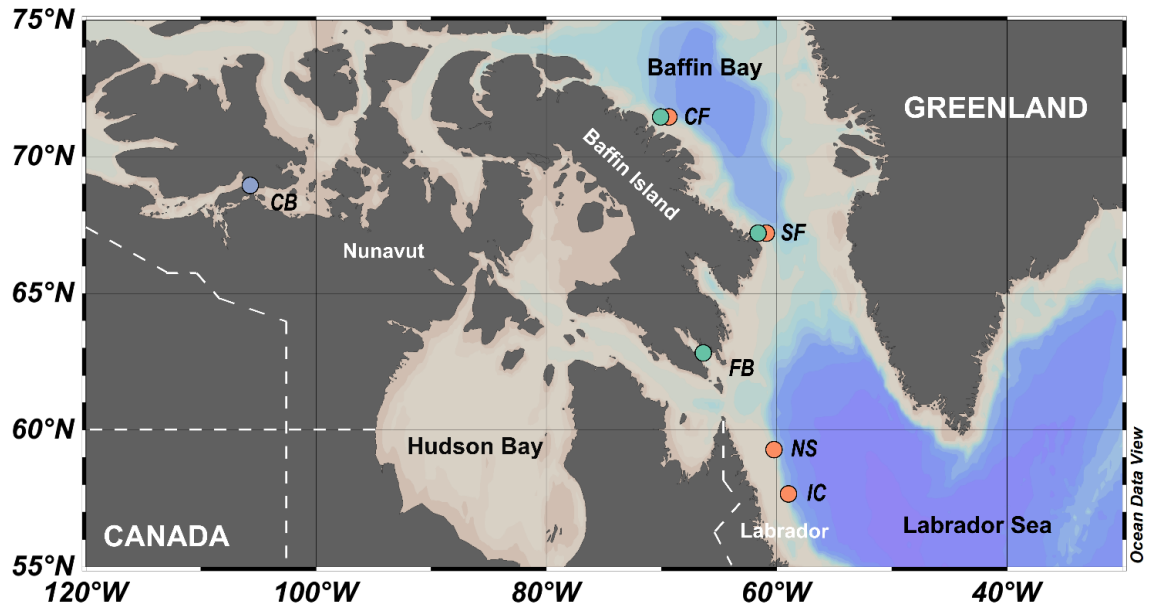 75°N
Baffin Bay
GREENLAND
CF
70°N
Baffin Island
CB
SF
Nunavut
65°N
FB
60°N
Hudson Bay
NS
IC
CANADA
Labrador
Labrador Sea
55°N
120°W
100°W
80°W
60°W
40°W
Ocean Data View